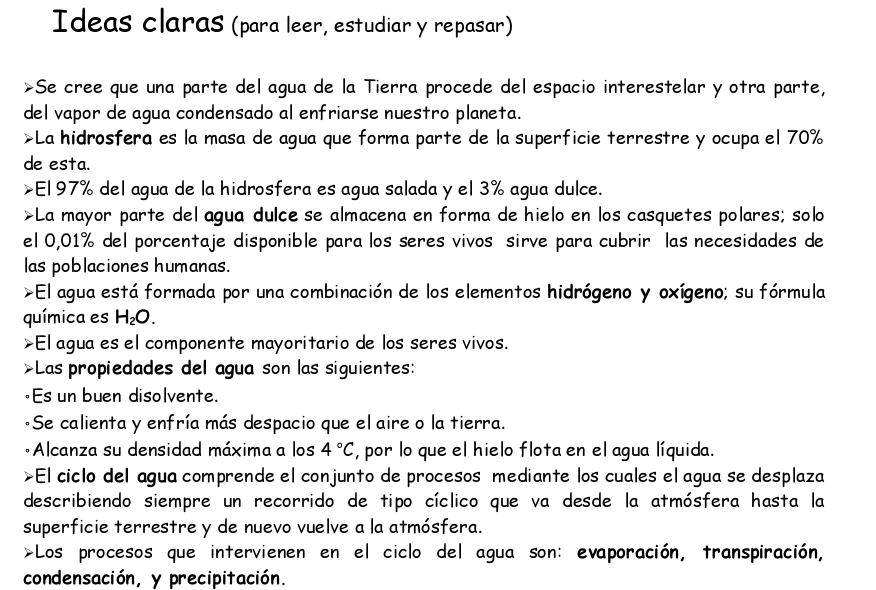 Ideas claras (para leer, estudiar y repasar)
➢Se cree que una parte del agua de la Tierra procede del espacio interestelar y otra parte,
del vapor de agua condensado al enfriarse nuestro planeta.
➢La hidrosfera es la masa de agua que forma parte de la superficie terrestre y ocupa el 70%
de esta.
➢El 97% del agua de la hidrosfera es agua salada y el 3% agua dulce.
➢La mayor parte del agua dulce se almacena en forma de hielo en los casquetes polares; solo
el 0,01% del porcentaje disponible para los seres vivos sirve para cubrir las necesidades de
las poblaciones humanas.
➢El agua está formada por una combinación de los elementos hidrógeno y oxígeno; su fórmula
química es H₂O.
➢El agua es el componente mayoritario de los seres vivos.
➢Las propiedades del agua son las siguientes:
◦Es un buen disolvente.
◦Se calienta y enfría más despacio que el aire o la tierra.
◦Alcanza su densidad máxima a los 4 °C, por lo que el hielo flota en el agua líquida.
➢El ciclo del agua comprende el conjunto de procesos mediante los cuales el agua se desplaza
describiendo siempre un recorrido de tipo cíclico que va desde la atmósfera hasta la
superficie terrestre y de nuevo vuelve a la atmósfera.
➢Los procesos que intervienen en el ciclo del agua son: evaporación, transpiración,
condensación, y precipitación.